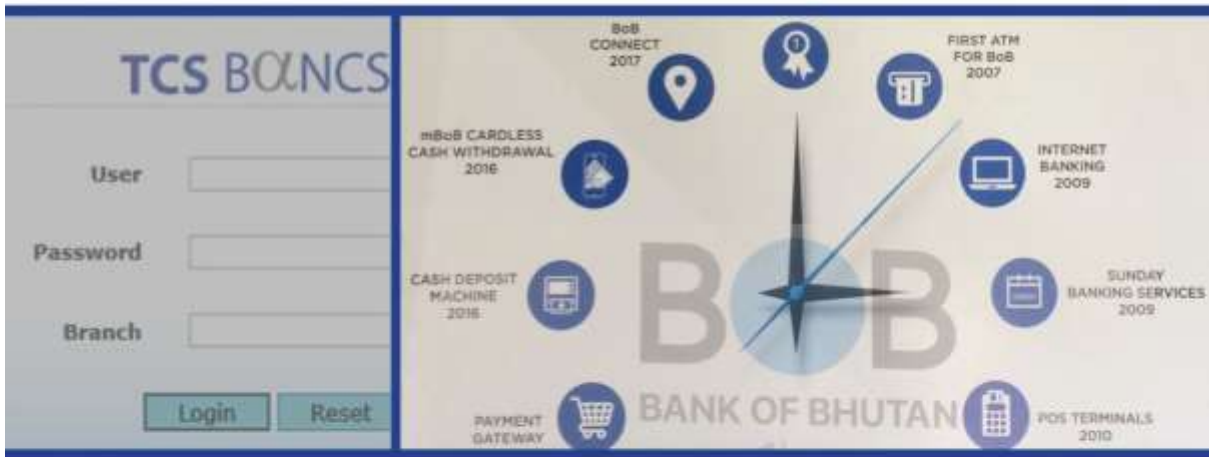 TCS BαNCS
User
Password
Branch
Login
Reset
BoB
CONNECT
2017
1
FIRST ATM
FOR BoB
2007
mBoB CARDLESS
CASH WITHDRAWAL
2016
INTERNET
BANKING
2009
CASH DEPOSIT
MACHINE
2016
SUNDAY
BANKING SERVICES
2009
BOB
BANK OF BHUTAN
PAYMENT
GATEWAY
POS TERMINALS
2010